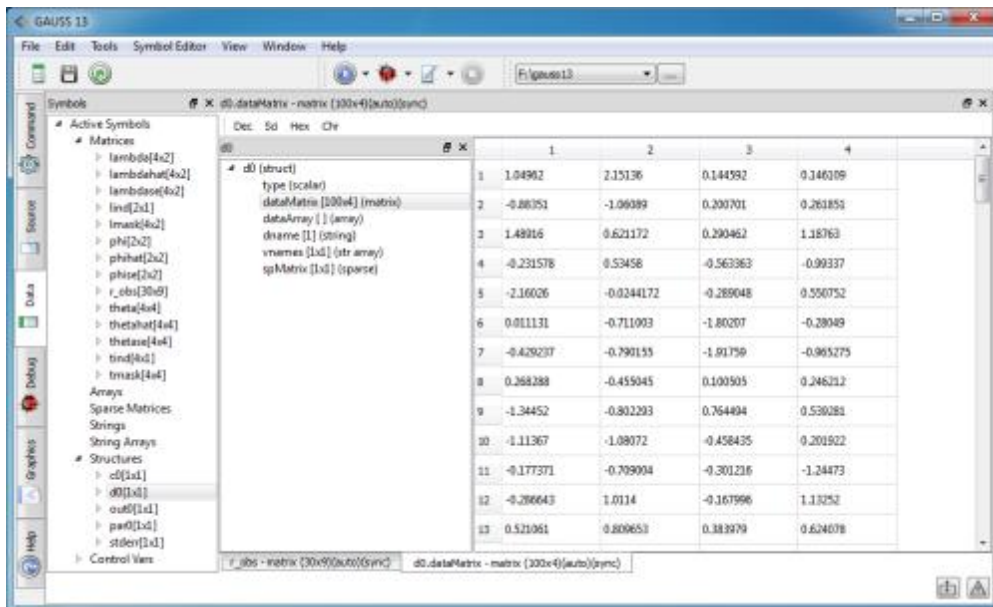 GAUSS 13
File Edit Tools Symbol Editor View Window Help
F:\gauss13
Command
Source
Data
Debug
Graphics
Help
Symbols
Active Symbols
Matrices
lambda[4x2]
lambdahat[4x2]
lambdase[4x2]
lind[2x1]
lmask[4x2]
phi[2x2]
phihat[2x2]
phise[2x2]
r_obs[30x9]
theta[4x4]
thetahat[4x4]
thetase[4x4]
tind[4x1]
tmask[4x4]
Arrays
Sparse Matrices
Strings
String Arrays
Structures
c0[1x1]
d0[1x1]
out0[1x1]
par0[1x1]
stderr[1x1]
Control Vars
d0.dataMatrix - matrix (100x4)(auto)(sync)
Dec Sci Hex Chr
d0
d0 (struct)
type (scalar)
dataMatrix [100x4] (matrix)
dataArray [ ] (array)
dname [1] (string)
vnames [1x1] (str array)
spMatrix [1x1] (sparse)
1 2 3 4
1 1.04962 2.15136 0.144592 0.146109
2 -0.88351 -1.06089 0.200701 0.261851
3 1.48916 0.621172 0.290462 1.18763
4 -0.231578 0.53458 -0.563363 -0.99337
5 -2.16026 -0.0244172 -0.289048 0.550752
6 0.011131 -0.711003 -1.80207 -0.28049
7 -0.429237 -0.790155 -1.91759 -0.965275
8 0.268288 -0.455045 0.100505 0.246212
9 -1.34452 -0.802293 0.764494 0.539281
10 -1.11367 -1.08072 -0.458435 0.201922
11 -0.177371 -0.709004 -0.301216 -1.24473
12 -0.286643 1.0114 -0.167996 1.13252
13 0.521061 0.809653 0.383979 0.624078
r_obs - matrix (30x9)(auto)(sync) d0.dataMatrix - matrix (100x4)(auto)(sync)